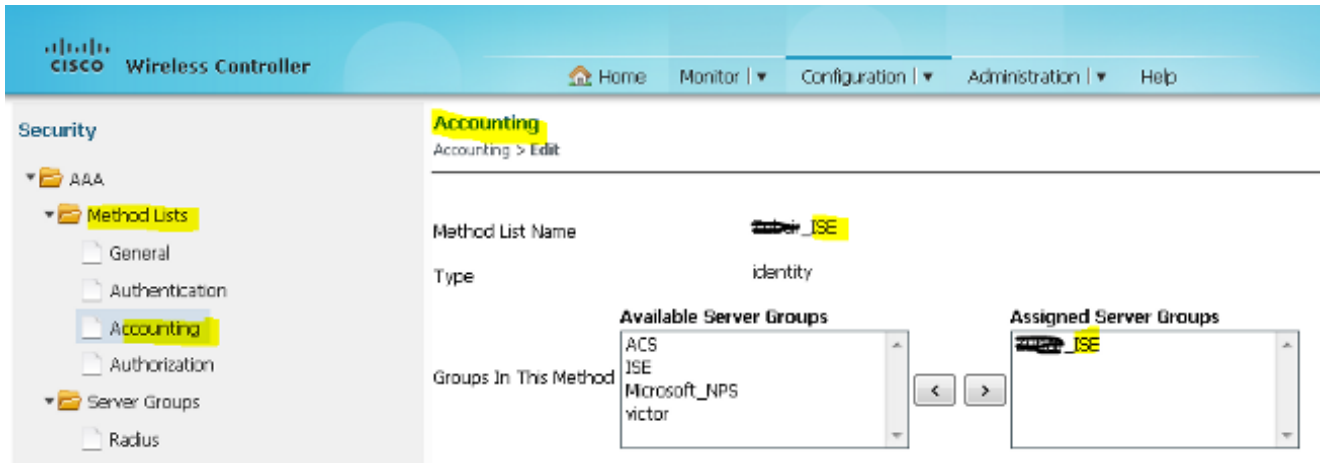 CISCO Wireless Controller
Home Monitor Configuration Administration Help
Security
AAA
Method Lists
General
Authentication
Accounting
Authorization
Server Groups
Radius
Accounting
Accounting > Edit
Method List Name _ISE
Type identity
Available Server Groups
ACS
ISE
Microsoft_NPS
victor
Groups In This Method
< >
Assigned Server Groups
_ISE